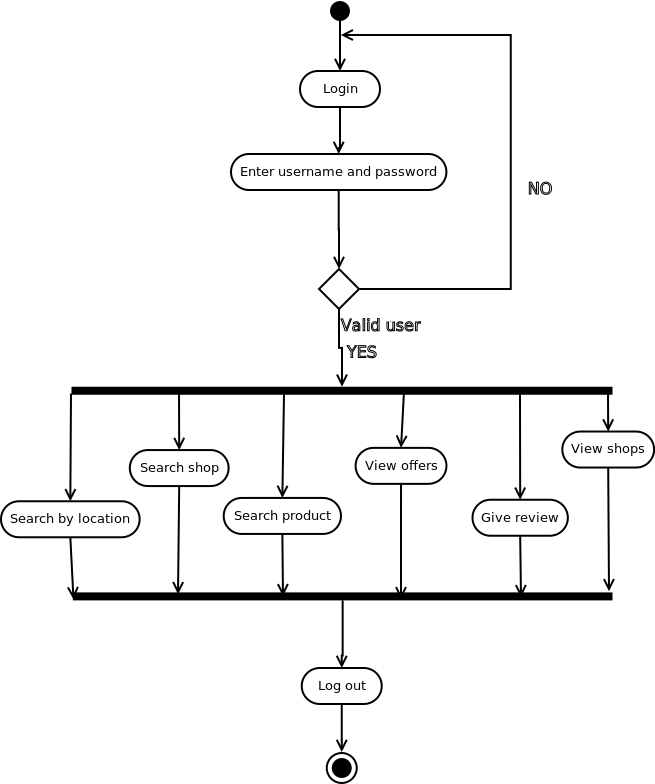 Login
Enter username and password
NO
Valid user
YES
View shops
Search shop
View offers
Search by location
Search product
Give review
Log out